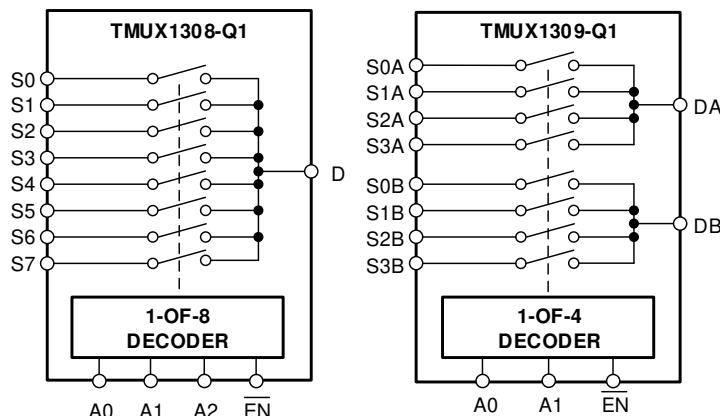 TMUX1308-Q1
S0
S1
S2
S3
S4
S5
S6
S7
D
1-OF-8
DECODER
A0 A1 A2 EN
TMUX1309-Q1
S0A
S1A
S2A
S3A
DA
S0B
S1B
S2B
S3B
DB
1-OF-4
DECODER
A0 A1 EN